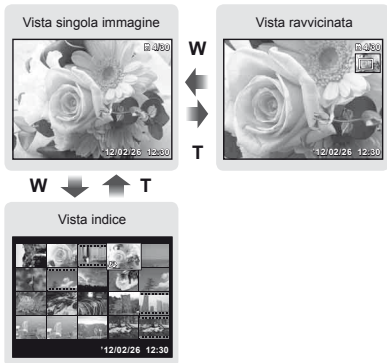 Vista singola immagine
4/30
'12/02/26 12:30
W
T
Vista ravvicinata
4/30
'12/02/26 12:30
W T
Vista indice
'12/02/26 12:30